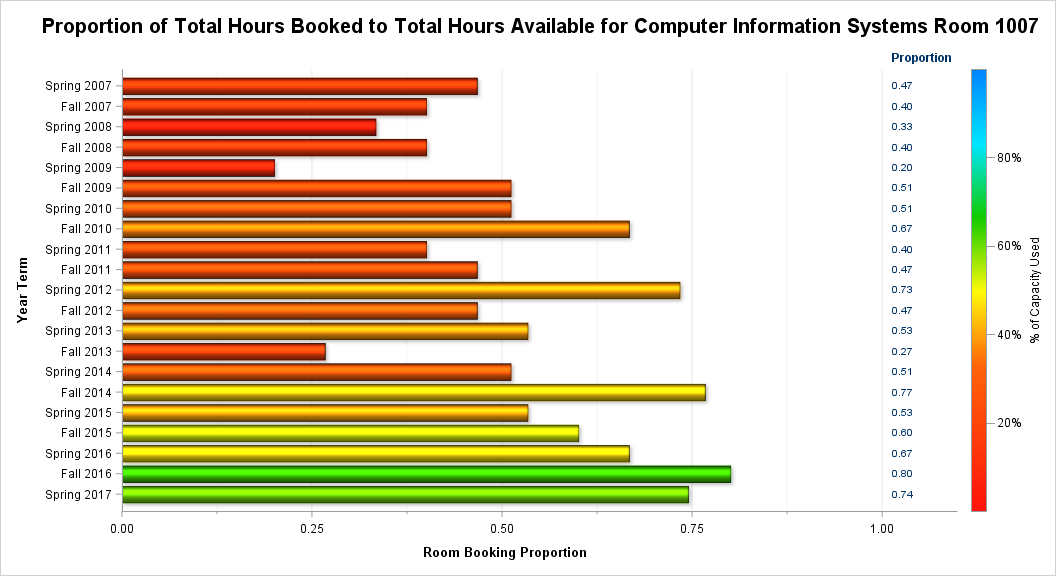 Proportion of Total Hours Booked to Total Hours Available for Computer Information Systems Room 1007
Proportion
Spring 2007 0.47
Fall 2007 0.40
Spring 2008 0.33
Fall 2008 0.40
Spring 2009 0.20
Fall 2009 0.51
Spring 2010 0.51
Fall 2010 0.67
Spring 2011 0.40
Fall 2011 0.47
Spring 2012 0.73
Fall 2012 0.47
Spring 2013 0.53
Fall 2013 0.27
Spring 2014 0.51
Fall 2014 0.77
Spring 2015 0.53
Fall 2015 0.60
Spring 2016 0.67
Fall 2016 0.80
Spring 2017 0.74
Year Term
0.00 0.25 0.50 0.75 1.00
Room Booking Proportion
80%
60%
40%
20%
% of Capacity Used